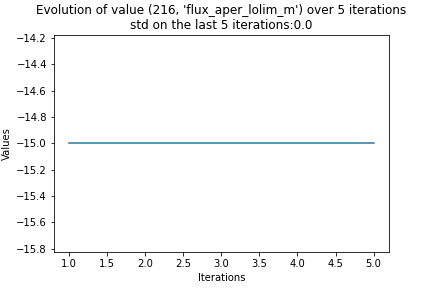 Evolution of value (216, 'flux_aper_lolim_m') over 5 iterations
std on the last 5 iterations:0.0
−14.2
−14.4
−14.6
−14.8
−15.0
−15.2
−15.4
−15.6
−15.8
Values
1.0 1.5 2.0 2.5 3.0 3.5 4.0 4.5 5.0
Iterations